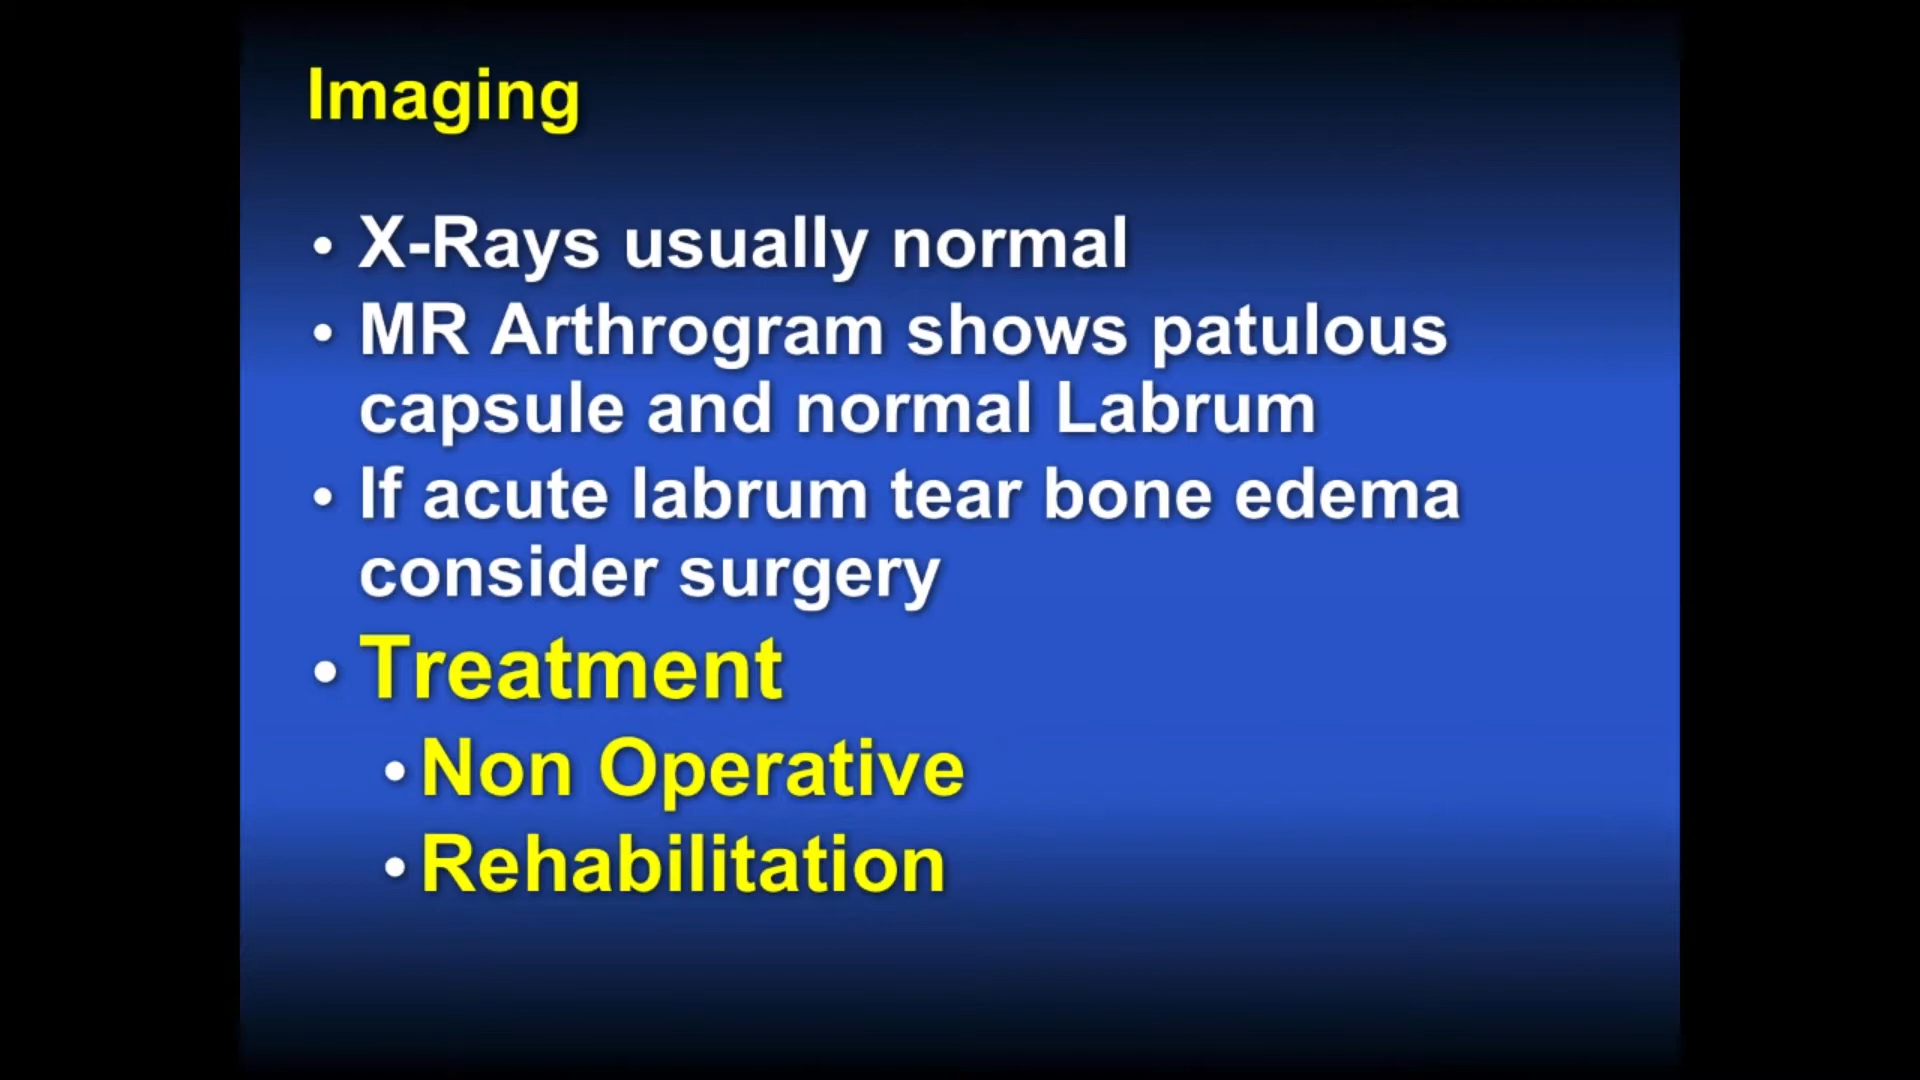 Imaging
• X-Rays usually normal
• MR Arthrogram shows patulous
capsule and normal Labrum
• If acute labrum tear bone edema
consider surgery
• Treatment
• Non Operative
• Rehabilitation